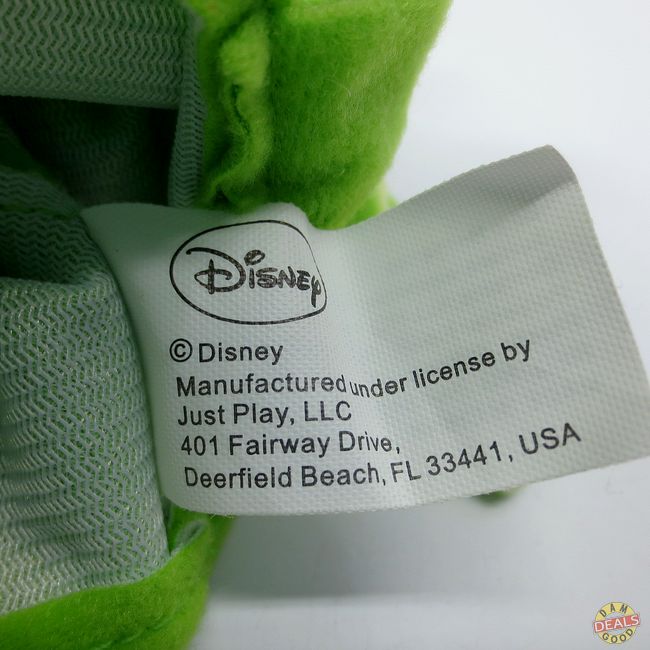 Disney
© Disney
Manufactured under license by
Just Play, LLC
401 Fairway Drive,
Deerfield Beach, FL 33441, USA
DAM
DEALS
GOOD